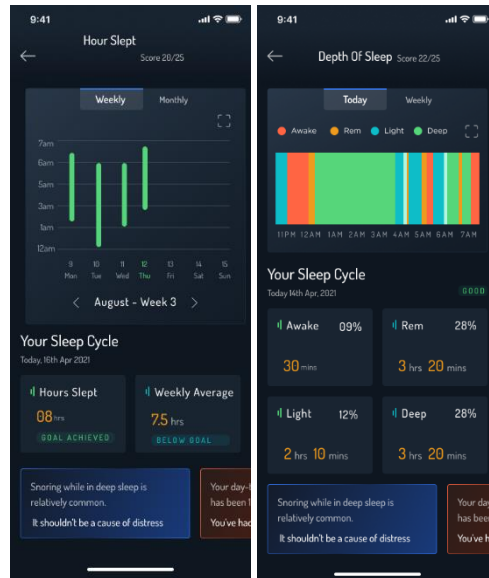 9:41
Hour Slept
Score 20/25
Weekly Monthly
7am
6am
5am
3am
1am
12am
9 10 11 12 13 14 15
Mon Tue Wed Thu Fri Sat Sun
August - Week 3
Your Sleep Cycle
Today, 16th Apr 2021
Hours Slept
08 hrs
GOAL ACHIEVED
Weekly Average
7.5 hrs
BELOW GOAL
Snoring while in deep sleep is
relatively common.
It shouldn't be a cause of distress
Your day-
has been
You've had
9:41
Depth Of Sleep Score 22/25
Today Weekly
Awake Rem Light Deep
11PM 12AM 1AM 2AM 3AM 4AM 5AM 6AM 7AM
Your Sleep Cycle
Today 14th Apr, 2021
GOOD
Awake 09%
30 mins
Rem 28%
3 hrs 20 mins
Light 12%
2 hrs 10 mins
Deep 28%
3 hrs 20 mins
Snoring while in deep sleep is
relatively common.
It shouldn't be a cause of distress
Your day
has been
You've h